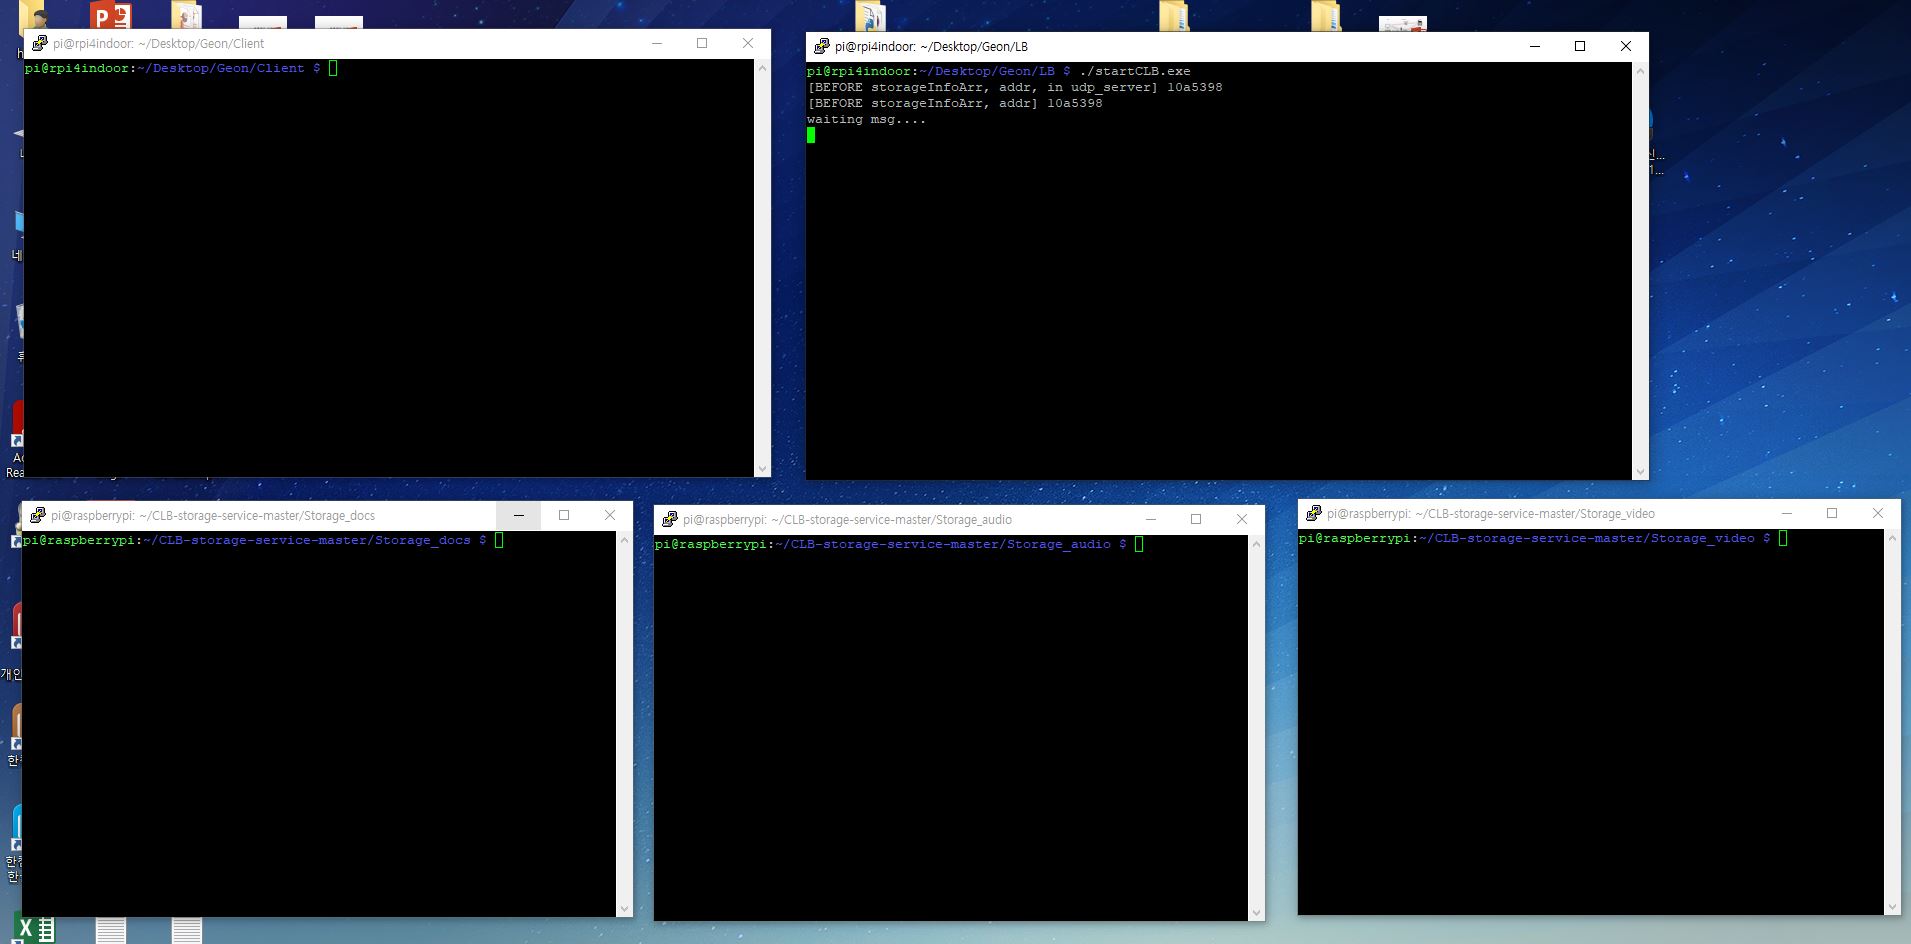 pi@rpi4indoor: ~/Desktop/Geon/Client
pi@rpi4indoor:~/Desktop/Geon/Client $
pi@rpi4indoor: ~/Desktop/Geon/LB
pi@rpi4indoor:~/Desktop/Geon/LB $ ./startCLB.exe
[BEFORE storageInfoArr, addr, in udp_server] 10a5398
[BEFORE storageInfoArr, addr] 10a5398
waiting msg....
pi@raspberrypi: ~/CLB-storage-service-master/Storage_docs
pi@raspberrypi:~/CLB-storage-service-master/Storage_docs $
pi@raspberrypi: ~/CLB-storage-service-master/Storage_audio
pi@raspberrypi:~/CLB-storage-service-master/Storage_audio $
pi@raspberrypi: ~/CLB-storage-service-master/Storage_video
pi@raspberrypi:~/CLB-storage-service-master/Storage_video $